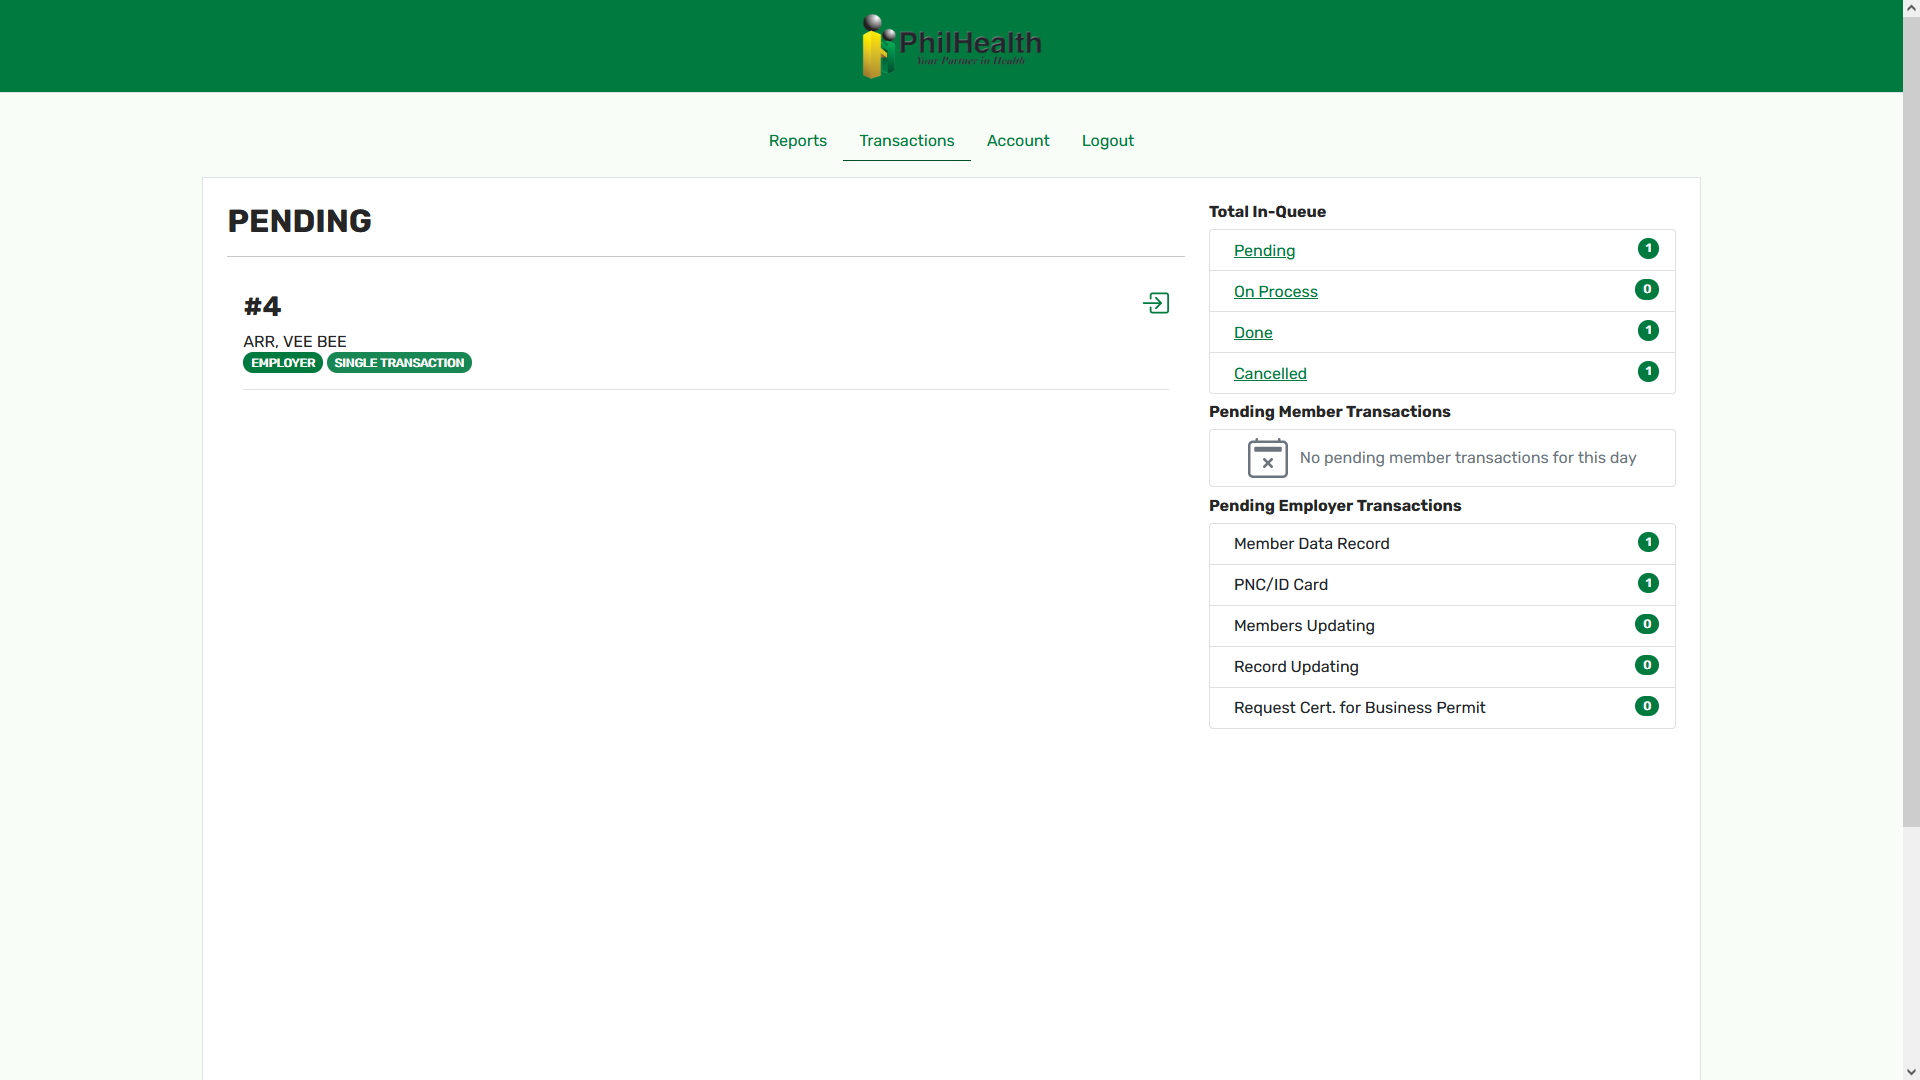 PhilHealth
Your Partner in Health
Reports
Transactions
Account
Logout
PENDING
#4
ARR, VEE BEE
EMPLOYER SINGLE TRANSACTION
Total In-Queue
Pending 1
On Process 0
Done 1
Cancelled 1
Pending Member Transactions
No pending member transactions for this day
Pending Employer Transactions
Member Data Record 1
PNC/ID Card 1
Members Updating 0
Record Updating 0
Request Cert. for Business Permit 0